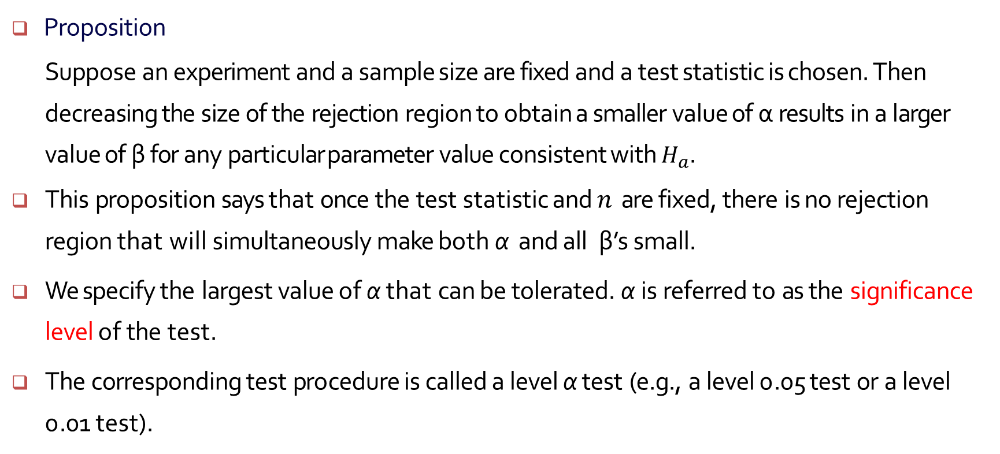 Proposition
Suppose an experiment and a sample size are fixed and a test statistic is chosen. Then
decreasing the size of the rejection region to obtain a smaller value of α results in a larger
value of β for any particular parameter value consistent with Hₐ.
This proposition says that once the test statistic and n are fixed, there is no rejection
region that will simultaneously make both α and all β’s small.
We specify the largest value of α that can be tolerated. α is referred to as the significance
level of the test.
The corresponding test procedure is called a level α test (e.g., a level 0.05 test or a level
0.01 test).